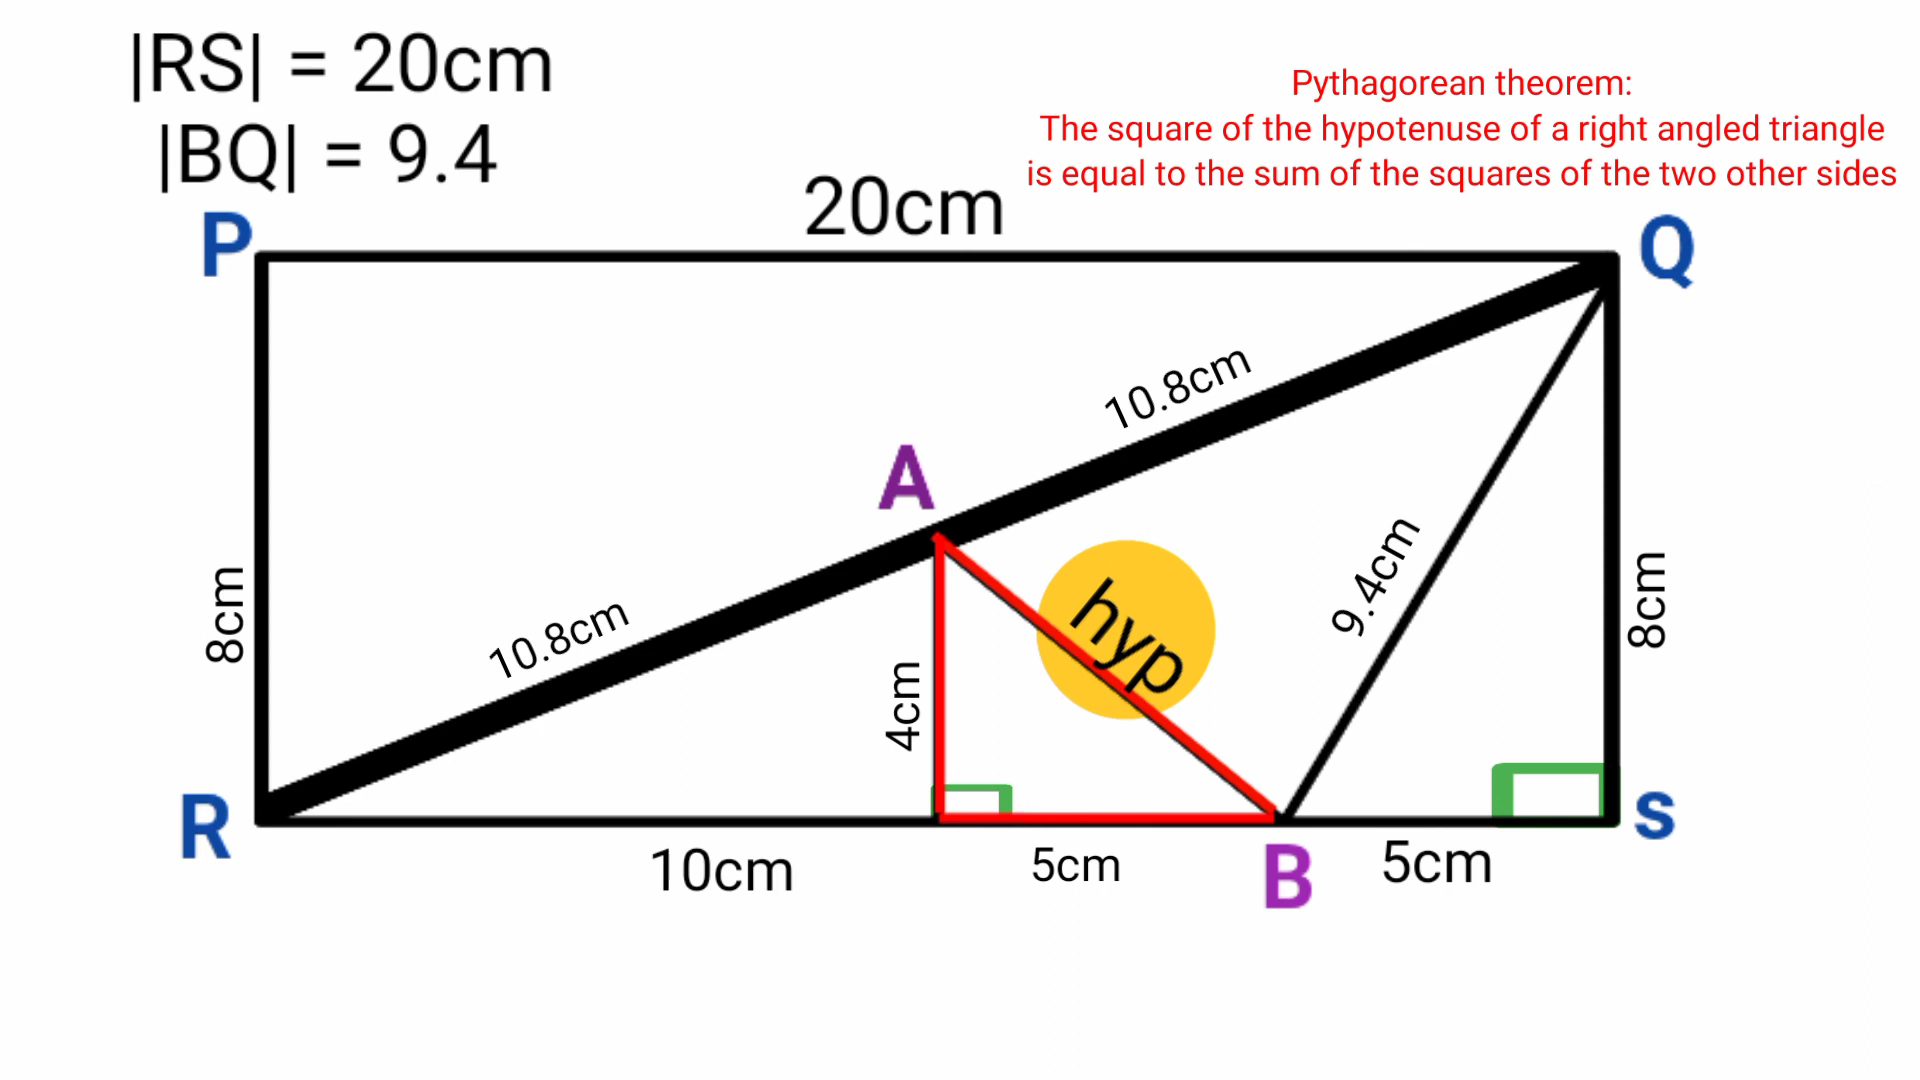 |RS| = 20cm
|BQ| = 9.4
Pythagorean theorem:
The square of the hypotenuse of a right angled triangle
is equal to the sum of the squares of the two other sides
20cm
P
Q
10.8cm
A
hyp
9.4cm
8cm
8cm
10.8cm
4cm
R
s
10cm
5cm
B
5cm